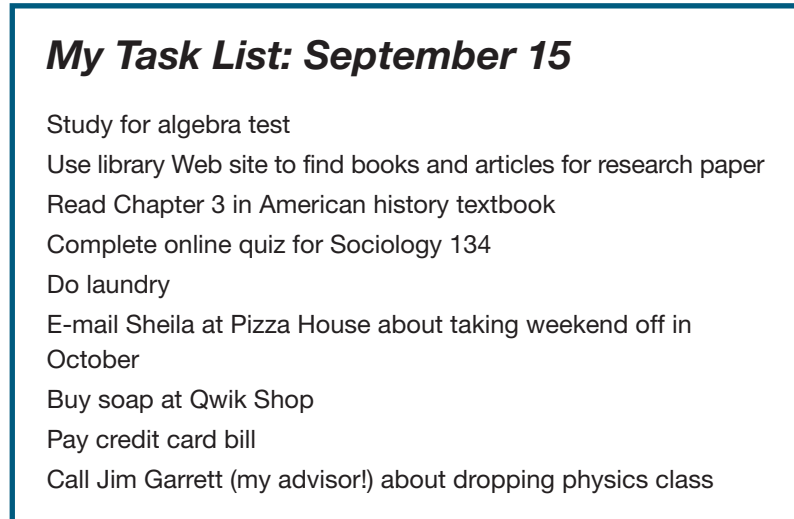 My Task List: September 15
Study for algebra test
Use library Web site to find books and articles for research paper
Read Chapter 3 in American history textbook
Complete online quiz for Sociology 134
Do laundry
E-mail Sheila at Pizza House about taking weekend off in
October
Buy soap at Qwik Shop
Pay credit card bill
Call Jim Garrett (my advisor!) about dropping physics class